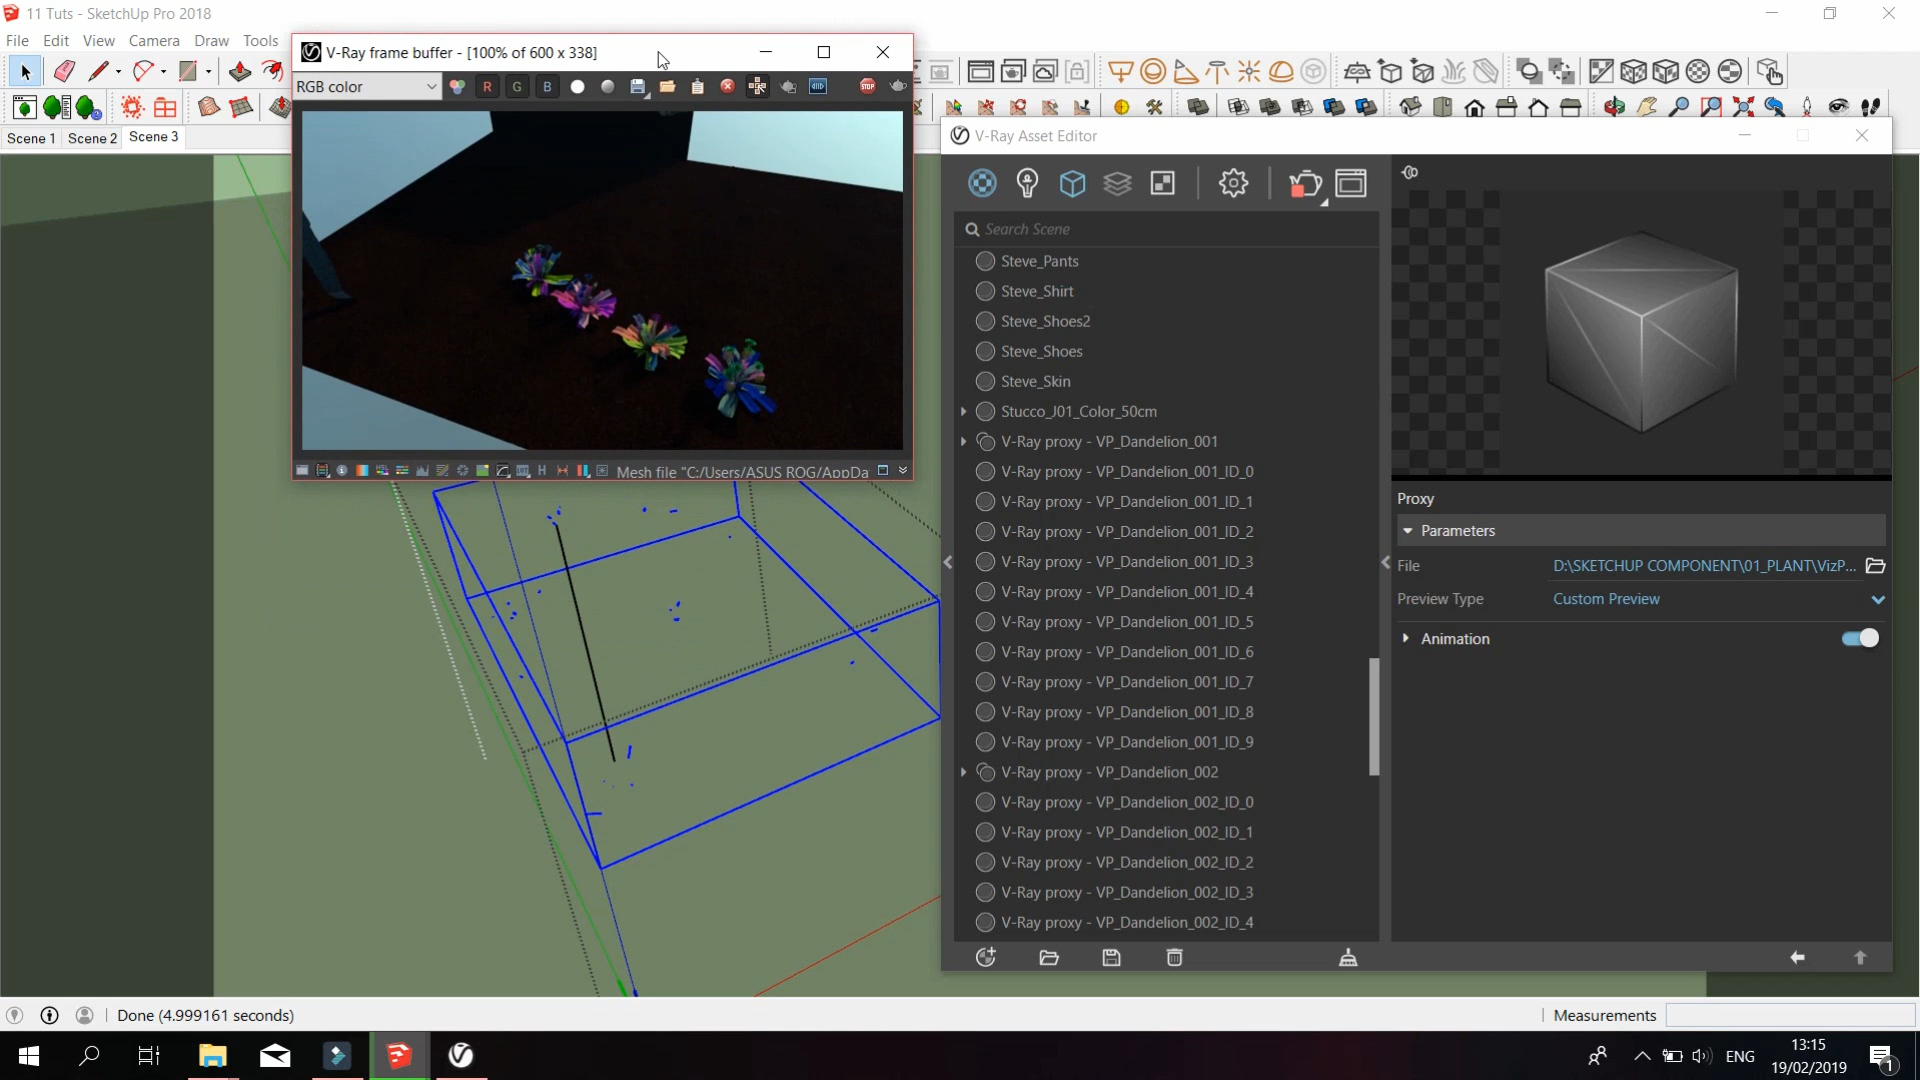 11 Tuts - SketchUp Pro 2018
File Edit View Camera Draw Tools
V-Ray frame buffer - [100% of 600 x 338]
RGB color
R G B
STOP
Scene 1 Scene 2 Scene 3
Mesh file "C:/Users/ASUS ROG/AppDa
V-Ray Asset Editor
Search Scene
Steve_Pants
Steve_Shirt
Steve_Shoes2
Steve_Shoes
Steve_Skin
Stucco_J01_Color_50cm
V-Ray proxy - VP_Dandelion_001
V-Ray proxy - VP_Dandelion_001_ID_0
V-Ray proxy - VP_Dandelion_001_ID_1
V-Ray proxy - VP_Dandelion_001_ID_2
V-Ray proxy - VP_Dandelion_001_ID_3
V-Ray proxy - VP_Dandelion_001_ID_4
V-Ray proxy - VP_Dandelion_001_ID_5
V-Ray proxy - VP_Dandelion_001_ID_6
V-Ray proxy - VP_Dandelion_001_ID_7
V-Ray proxy - VP_Dandelion_001_ID_8
V-Ray proxy - VP_Dandelion_001_ID_9
V-Ray proxy - VP_Dandelion_002
V-Ray proxy - VP_Dandelion_002_ID_0
V-Ray proxy - VP_Dandelion_002_ID_1
V-Ray proxy - VP_Dandelion_002_ID_2
V-Ray proxy - VP_Dandelion_002_ID_3
V-Ray proxy - VP_Dandelion_002_ID_4
Proxy
Parameters
File D:\SKETCHUP COMPONENT\01_PLANT\VizP...
Preview Type Custom Preview
Animation
Done (4.999161 seconds)
Measurements
ENG
13:15
19/02/2019
1